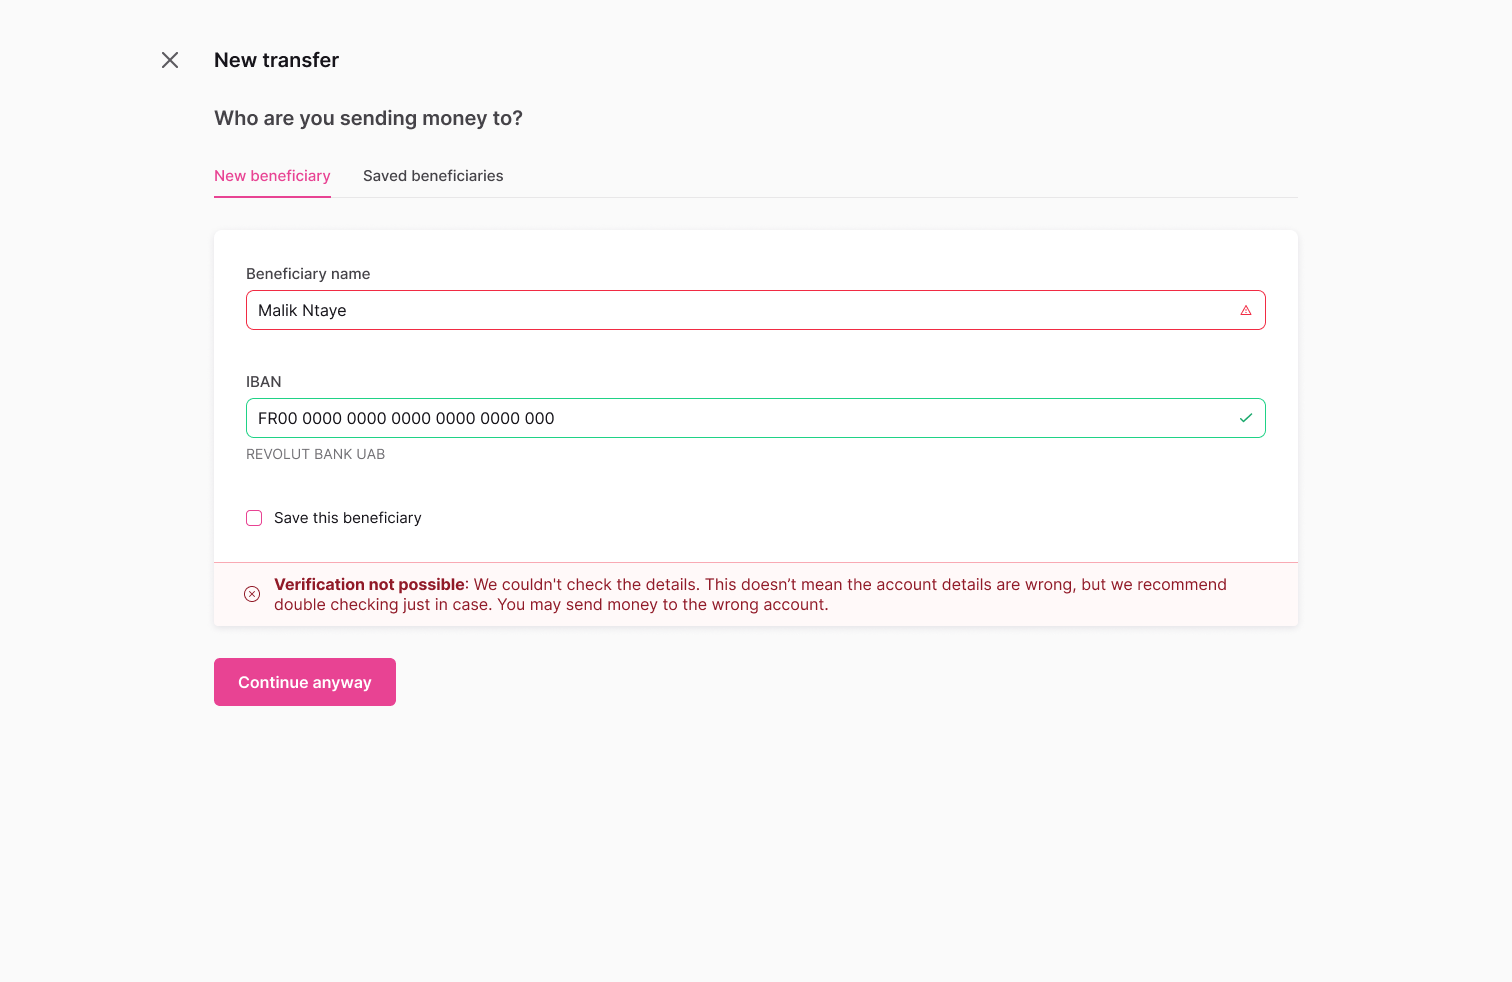 New transfer
Who are you sending money to?
New beneficiary Saved beneficiaries
Beneficiary name
Malik Ntaye
IBAN
FR00 0000 0000 0000 0000 0000 000
REVOLUT BANK UAB
Save this beneficiary
Verification not possible: We couldn't check the details. This doesn’t mean the account details are wrong, but we recommend
double checking just in case. You may send money to the wrong account.
Continue anyway